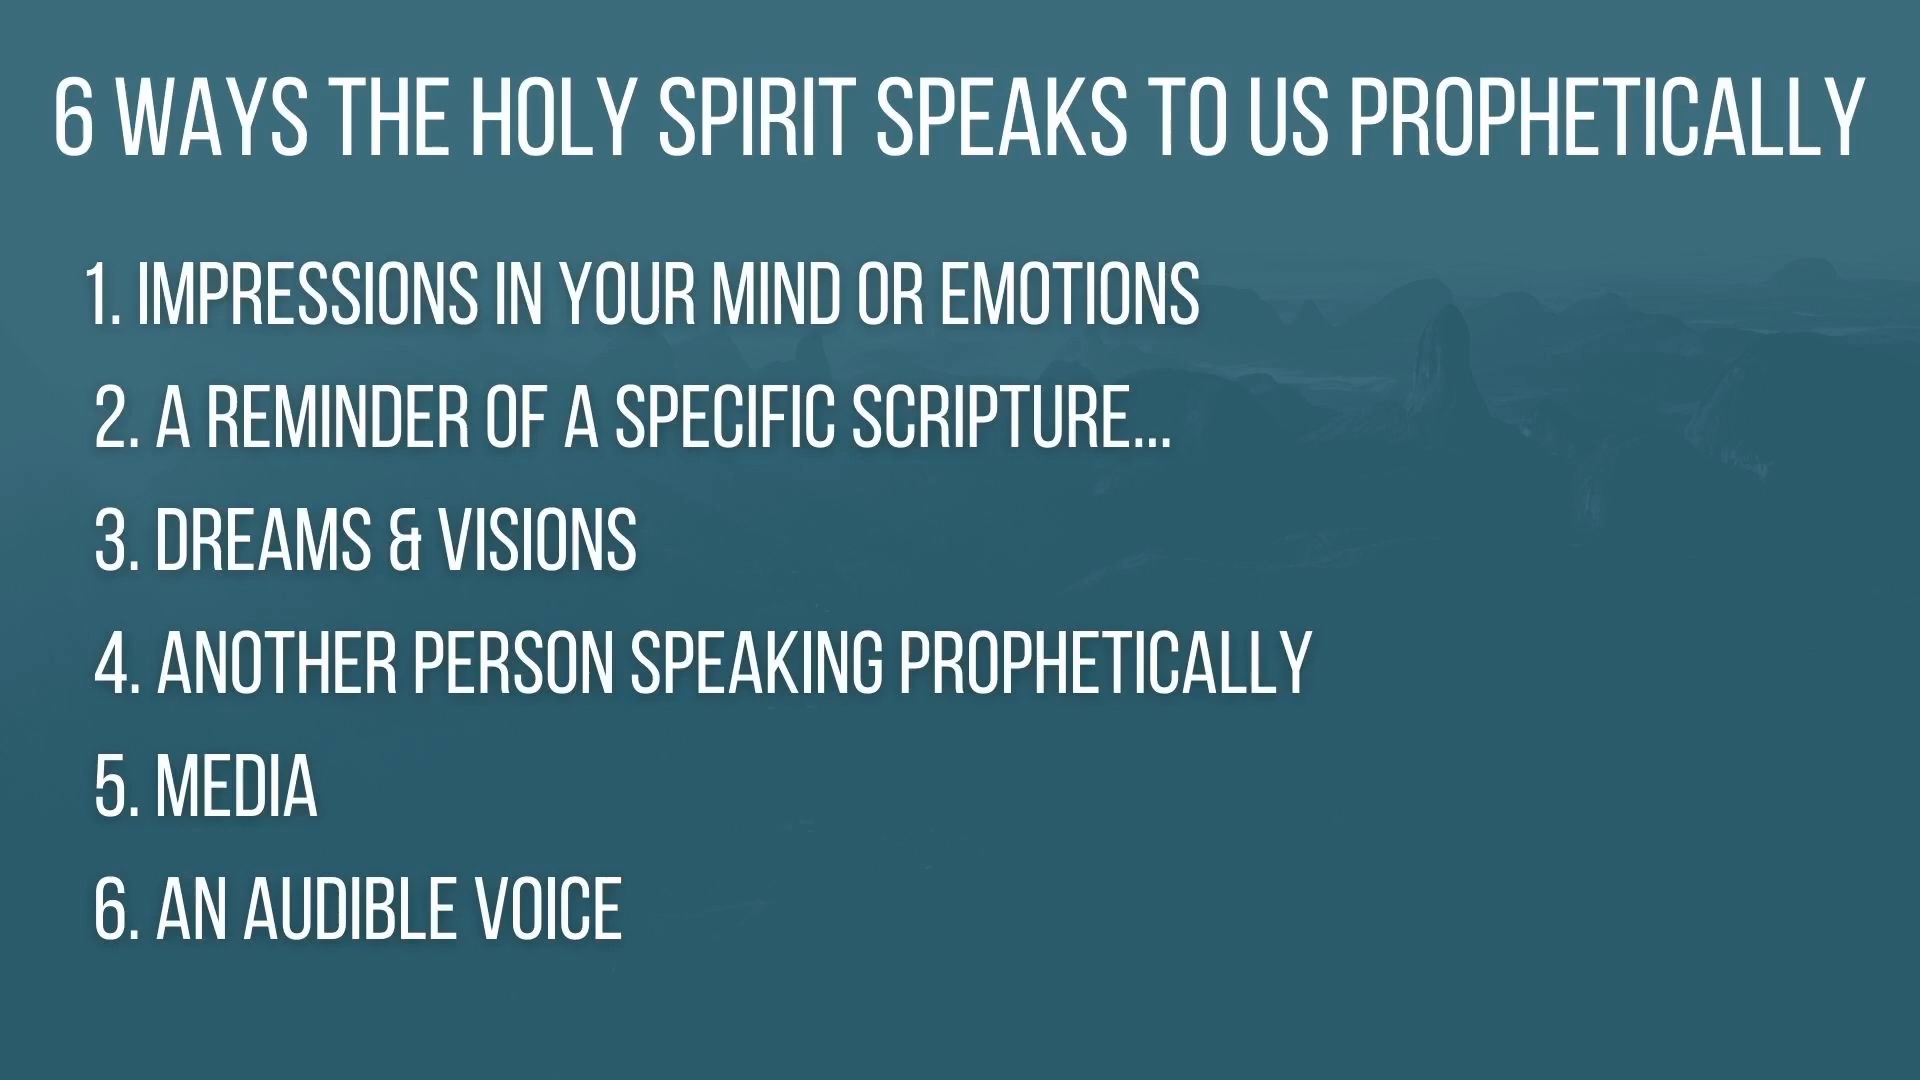 6 WAYS THE HOLY SPIRIT SPEAKS TO US PROPHETICALLY
1. IMPRESSIONS IN YOUR MIND OR EMOTIONS
2. A REMINDER OF A SPECIFIC SCRIPTURE...
3. DREAMS & VISIONS
4. ANOTHER PERSON SPEAKING PROPHETICALLY
5. MEDIA
6. AN AUDIBLE VOICE